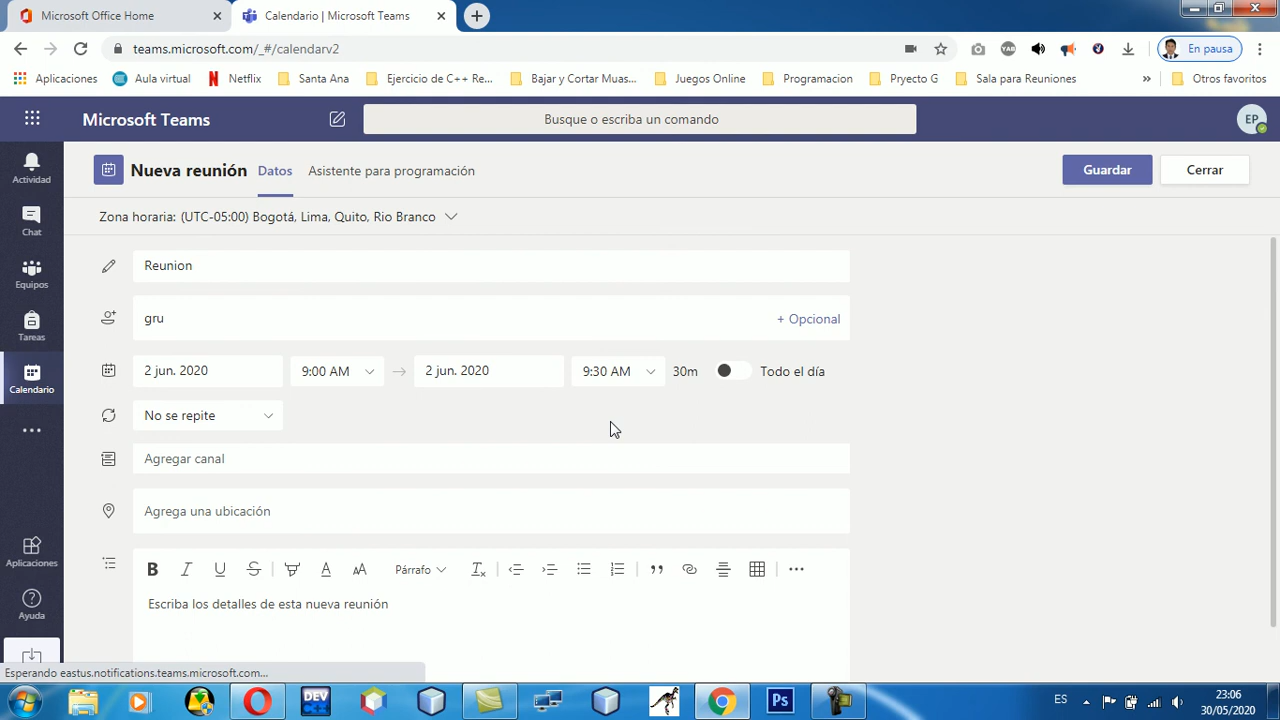 Microsoft Office Home
Calendario | Microsoft Teams
teams.microsoft.com/_#/calendarv2
YAB
En pausa
Aplicaciones
Aula virtual
Netflix
Santa Ana
Ejercicio de C++ Re...
Bajar y Cortar Muas...
Juegos Online
Programacion
Pryecto G
Sala para Reuniones
»
Otros favoritos
Microsoft Teams
Busque o escriba un comando
EP
Actividad
Chat
Equipos
Tareas
Calendario
Aplicaciones
Ayuda
Nueva reunión
Datos
Asistente para programación
Guardar
Cerrar
Zona horaria: (UTC-05:00) Bogotá, Lima, Quito, Rio Branco
Reunion
gru
+ Opcional
2 jun. 2020
9:00 AM
2 jun. 2020
9:30 AM
30m
Todo el día
No se repite
Agregar canal
Agrega una ubicación
B I U S A AA Párrafo
Escriba los detalles de esta nueva reunión
Esperando eastus.notifications.teams.microsoft.com...
DEV
C++
Ps
ES
23:06
30/05/2020